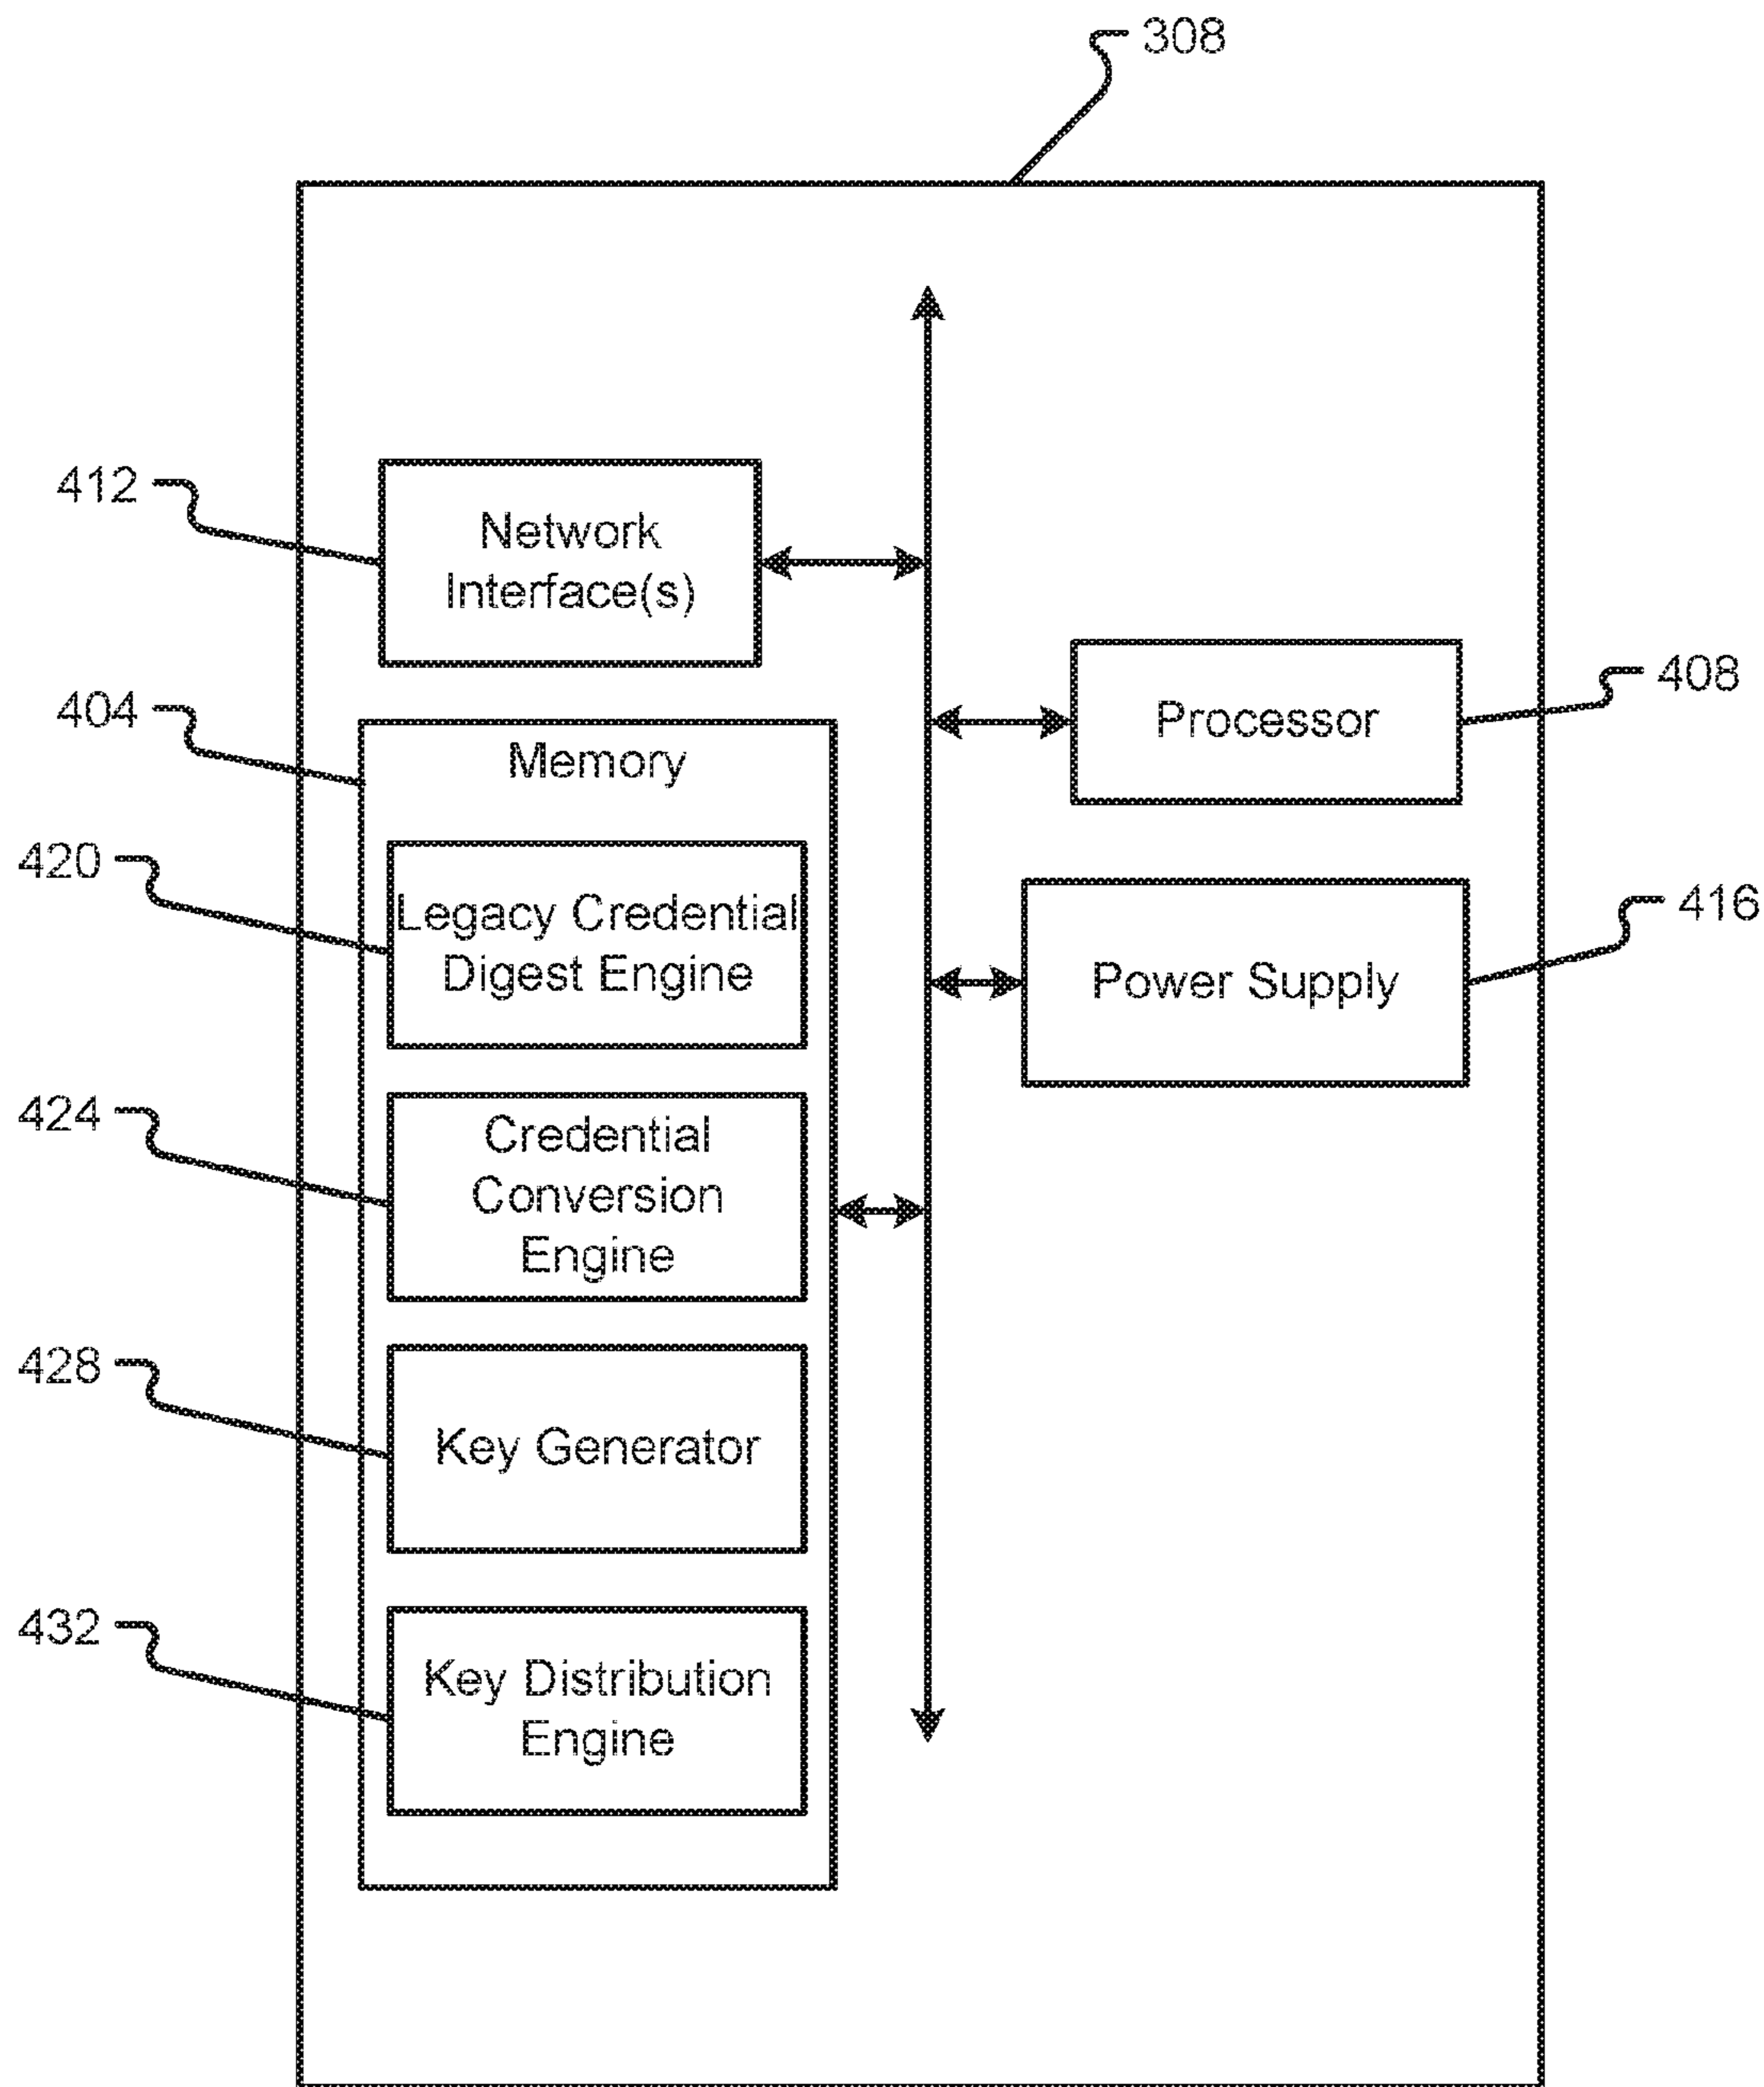 308
412
Network
Interface(s)
404
Memory
Processor
408
420
Legacy Credential
Digest Engine
Power Supply
416
424
Credential
Conversion
Engine
428
Key Generator
432
Key Distribution
Engine